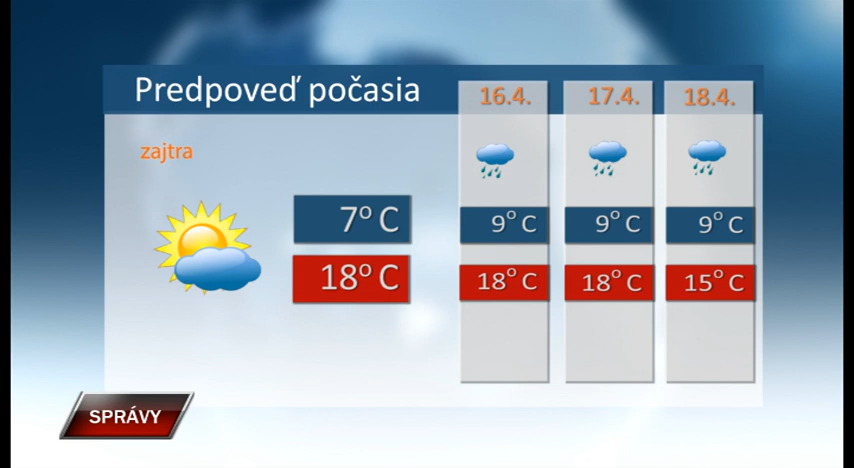 Predpoveď počasia
zajtra
7° C
18° C
16.4. 17.4. 18.4.
9° C 9° C 9° C
18° C 18° C 15° C
SPRÁVY